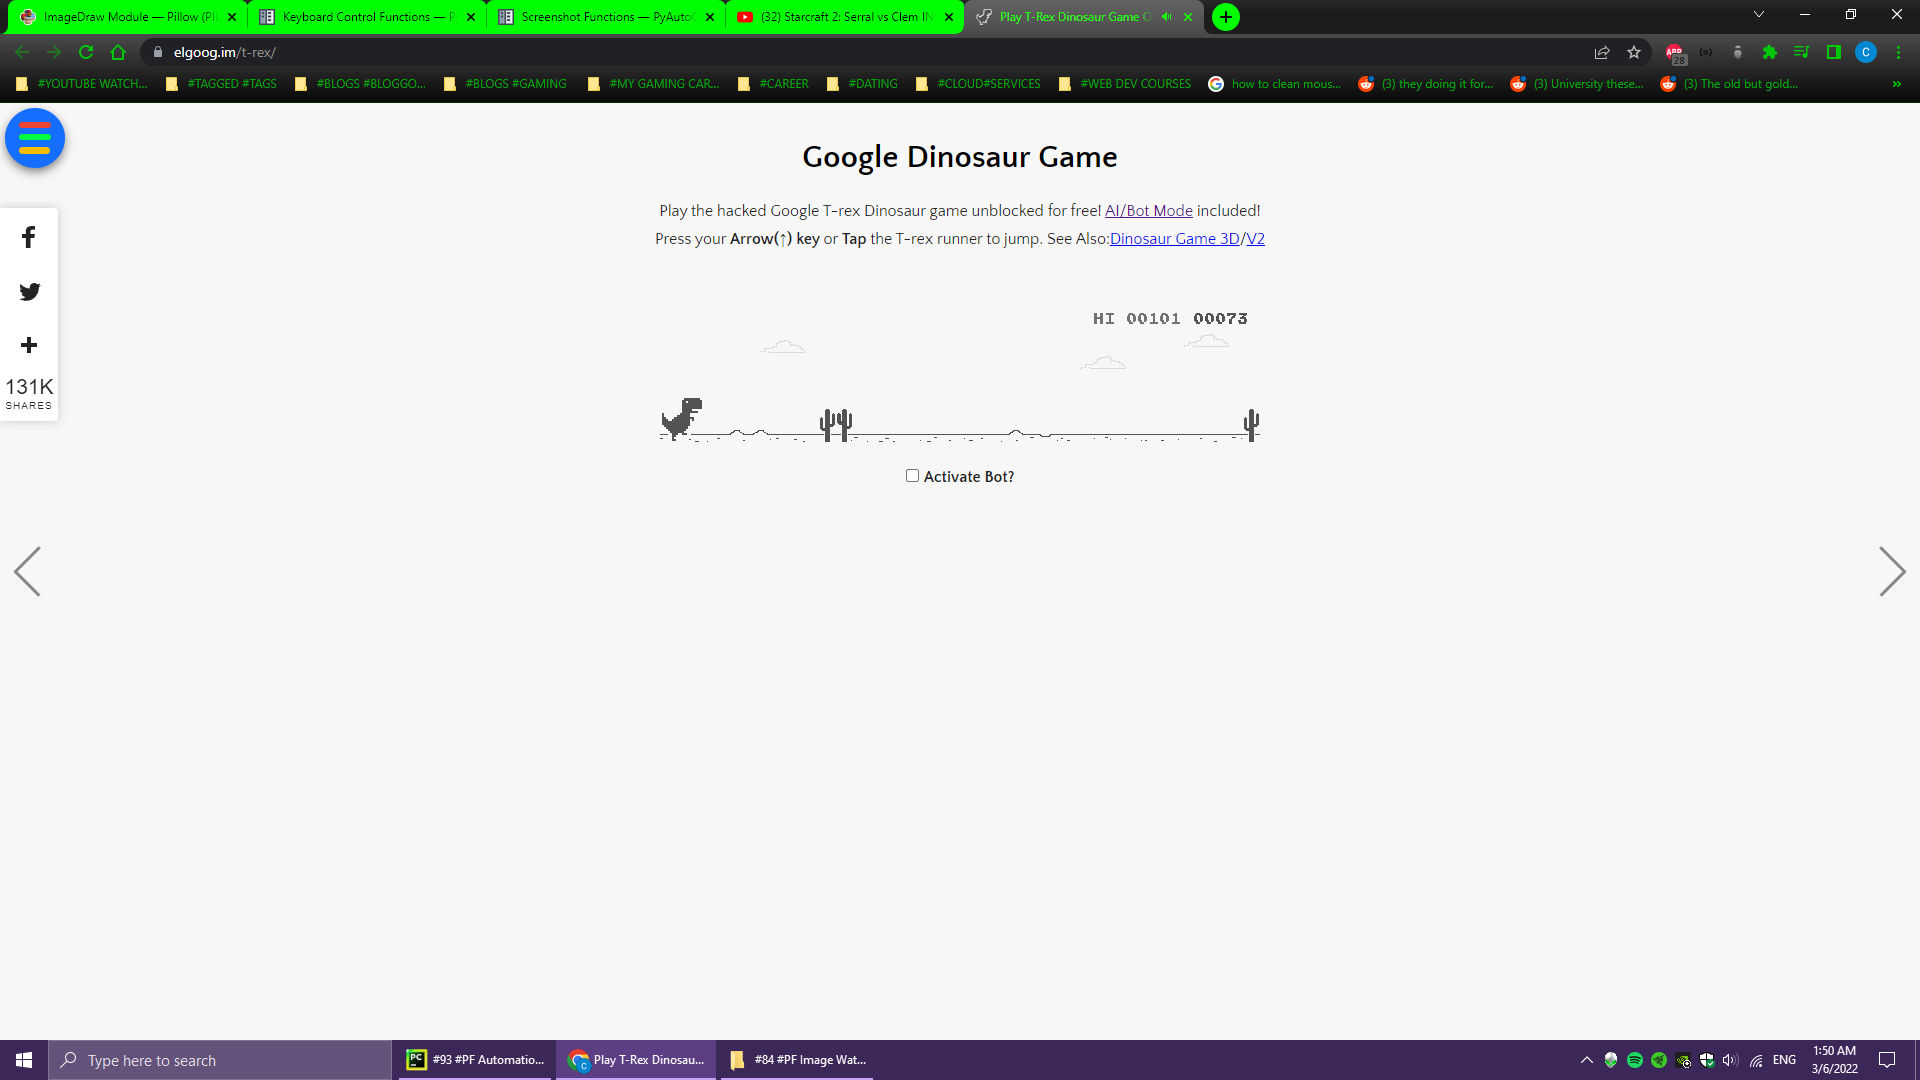 ImageDraw Module — Pillow (PIL
Keyboard Control Functions — P
Screenshot Functions — PyAuto
(32) Starcraft 2: Serral vs Clem IN
Play T-Rex Dinosaur Game O
elgoog.im/t-rex/
ABP
28
C
#YOUTUBE WATCH...
#TAGGED #TAGS
#BLOGS #BLOGGO...
#BLOGS #GAMING
#MY GAMING CAR...
#CAREER
#DATING
#CLOUD#SERVICES
#WEB DEV COURSES
how to clean mous...
(3) they doing it for...
(3) University these...
(3) The old but gold...
»
Google Dinosaur Game
Play the hacked Google T-rex Dinosaur game unblocked for free! AI/Bot Mode included!
Press your Arrow(↑) key or Tap the T-rex runner to jump. See Also:Dinosaur Game 3D/V2
131K
SHARES
HI 00101 00073
Activate Bot?
Type here to search
PC
#93 #PF Automatio...
C
Play T-Rex Dinosau...
#84 #PF Image Wat...
ENG
1:50 AM
3/6/2022